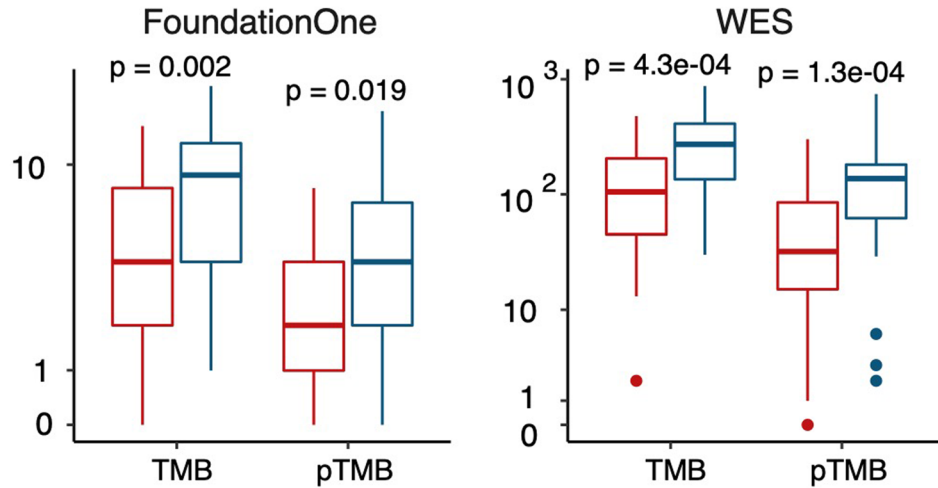 FoundationOne
p = 0.002
p = 0.019
10
1
0
TMB
pTMB
WES
p = 4.3e-04
p = 1.3e-04
10 3
10 2
10
1
0
TMB
pTMB